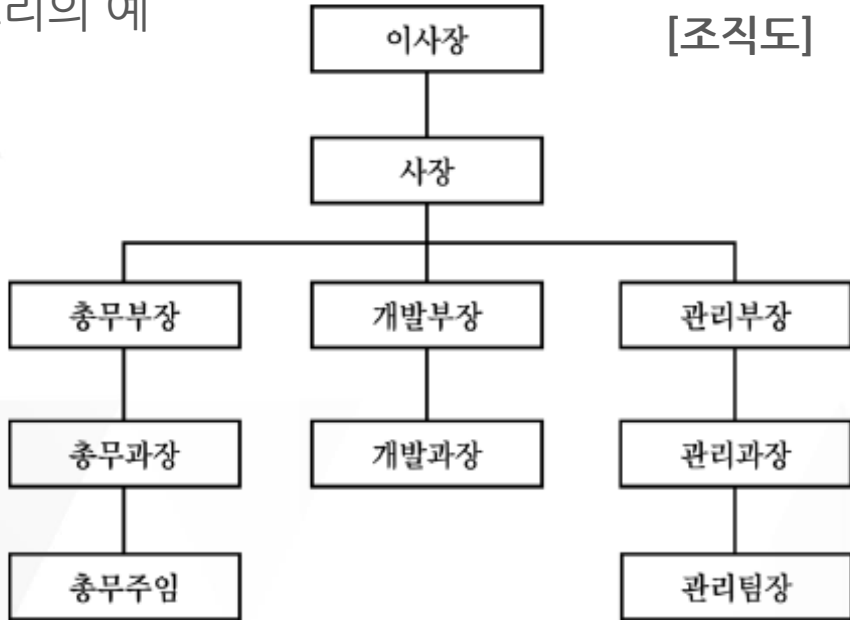 리의 예
[조직도]
이사장
사장
총무부장 개발부장 관리부장
총무과장 개발과장 관리과장
총무주임 관리팀장